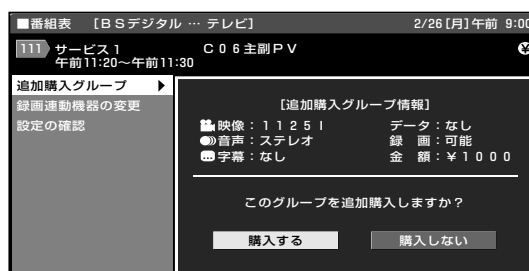 ■番組表 [BSデジタル … テレビ] 2/26[月]午前 9:00
111 サービス1 C06主副PV ¥
午前11:20~午前11:30
追加購入グループ ▶
録画連動機器の変更
設定の確認
[追加購入グループ情報]
映像:1125I データ:なし
音声:ステレオ 録 画:可能
字幕:なし 金 額:¥1000
このグループを追加購入しますか?
購入する 購入しない